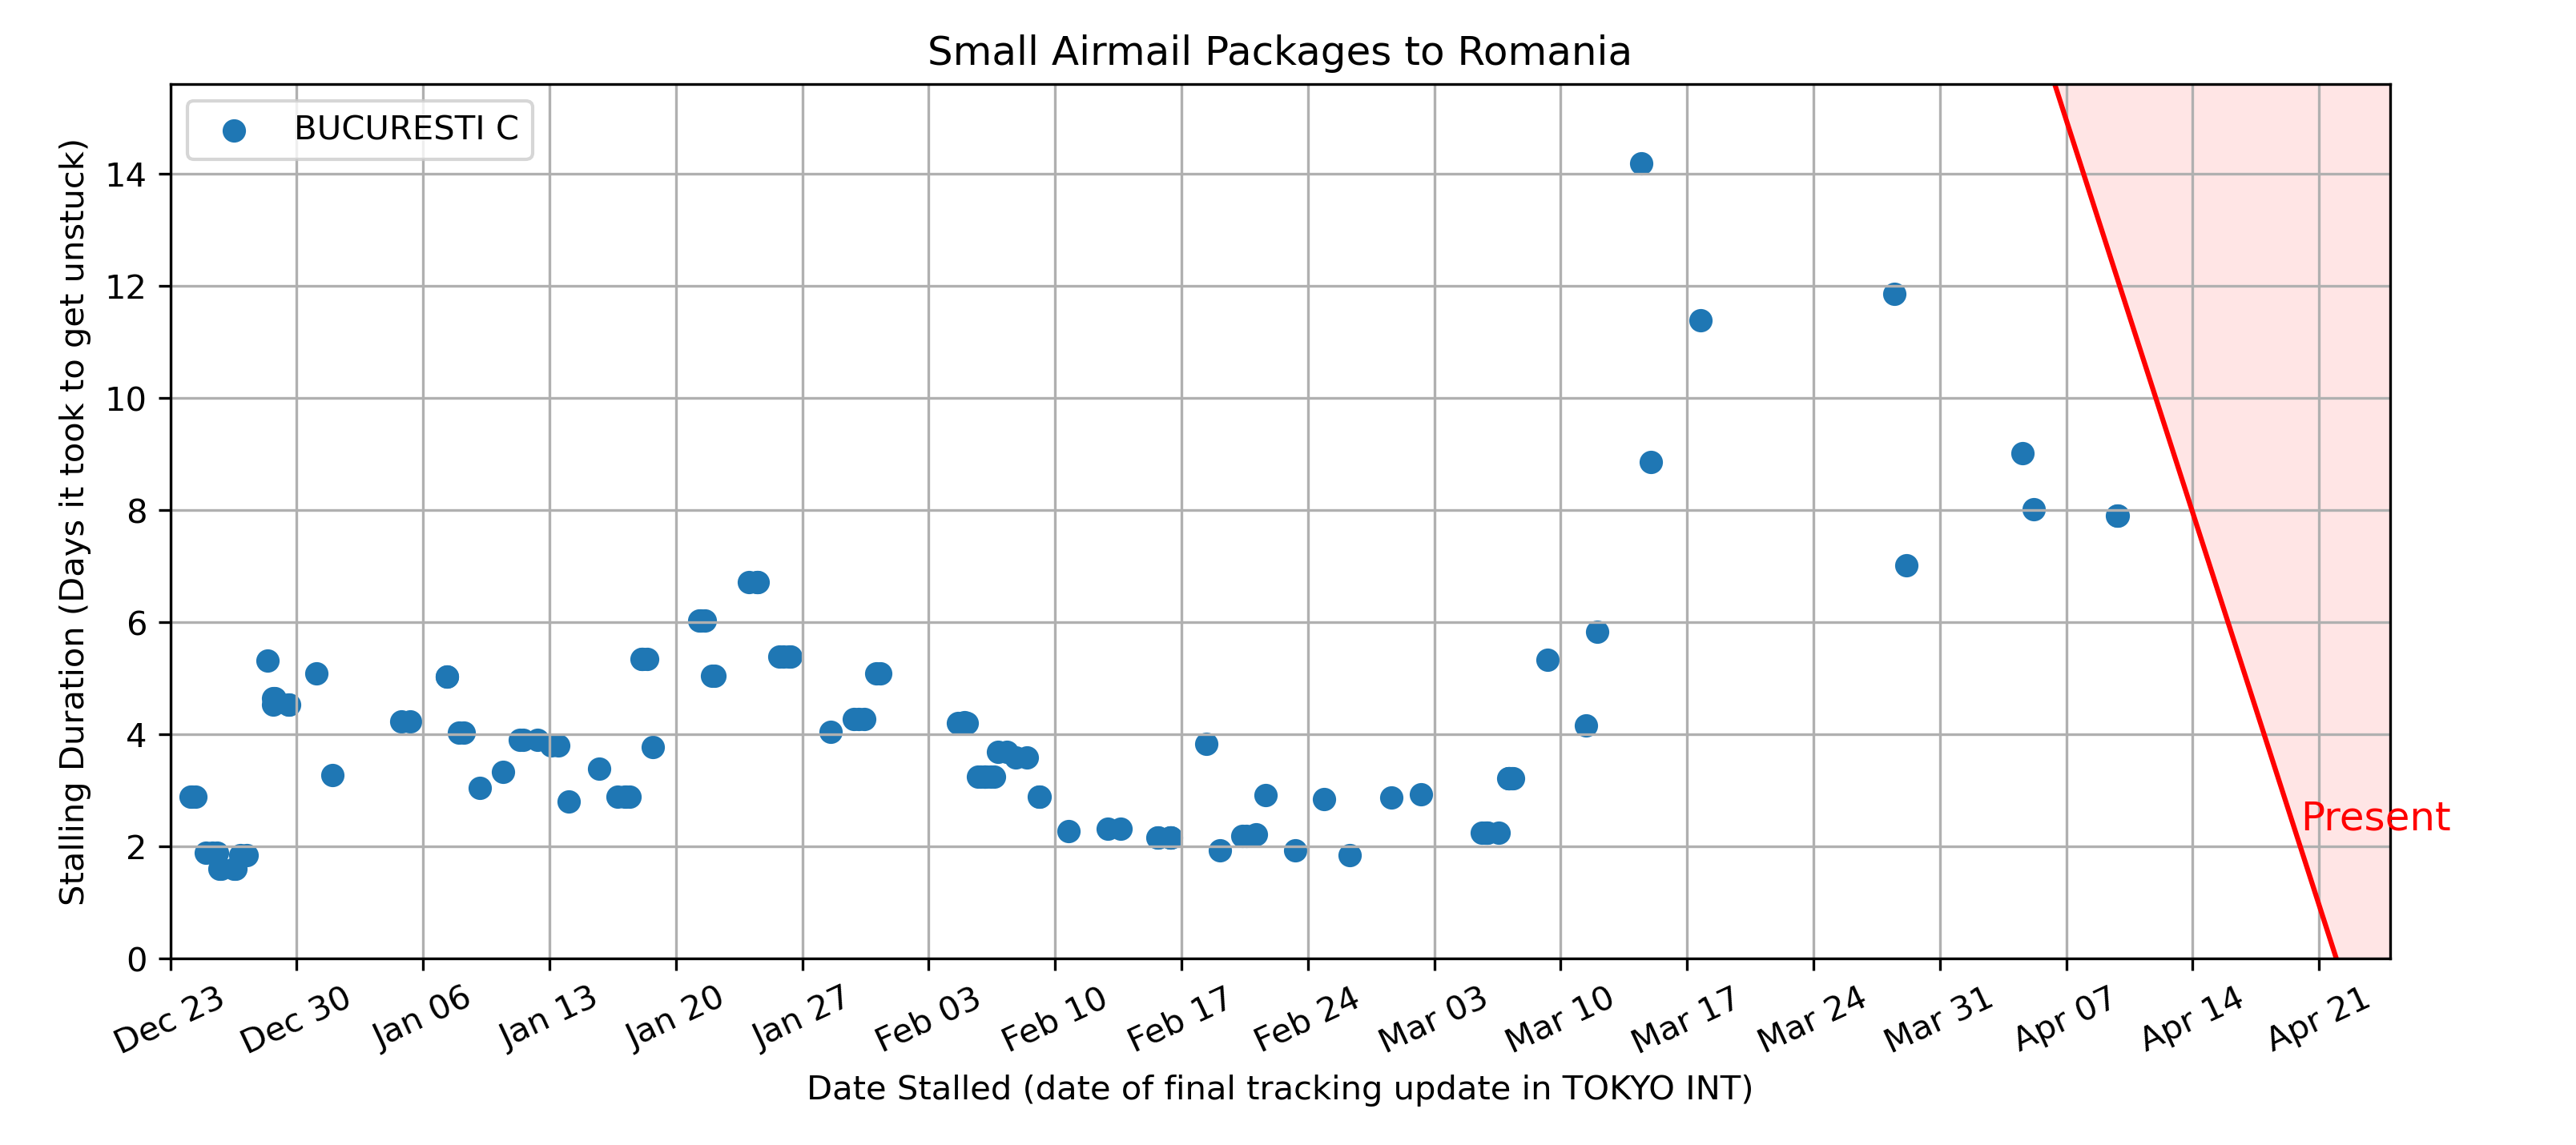 Small Airmail Packages to Romania
BUCURESTI C
Stalling Duration (Days it took to get unstuck)
14
12
10
8
6
4
2
0
Present
Dec 23
Dec 30
Jan 06
Jan 13
Jan 20
Jan 27
Feb 03
Feb 10
Feb 17
Feb 24
Mar 03
Mar 10
Mar 17
Mar 24
Mar 31
Apr 07
Apr 14
Apr 21
Date Stalled (date of final tracking update in TOKYO INT)